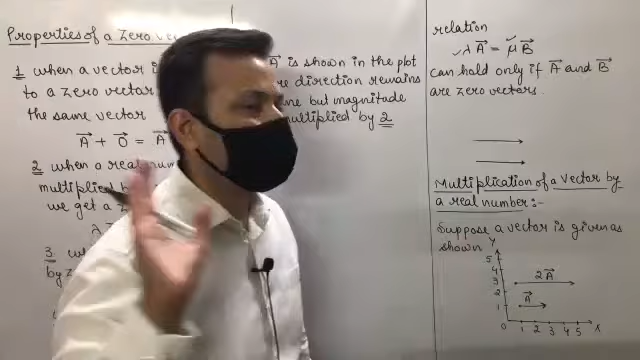 Properties of a Zero
1 when a vector
to a zero vector
the same vector
A⃗ + 0⃗ = A⃗
2 when a real
multiplied
we get a
λ
3
by
A⃗ is shown in the plot
direction remains
but magnitude
multiplied by 2
relation
λ A⃗ = μ B⃗
can hold only if A⃗ and B⃗
are zero vectors.
Multiplication of a vector by
a real number:-
Suppose a vector is given as
shown
Y
5
4
3
2
1
0
2A⃗
A⃗
1 2 3 4 5 X